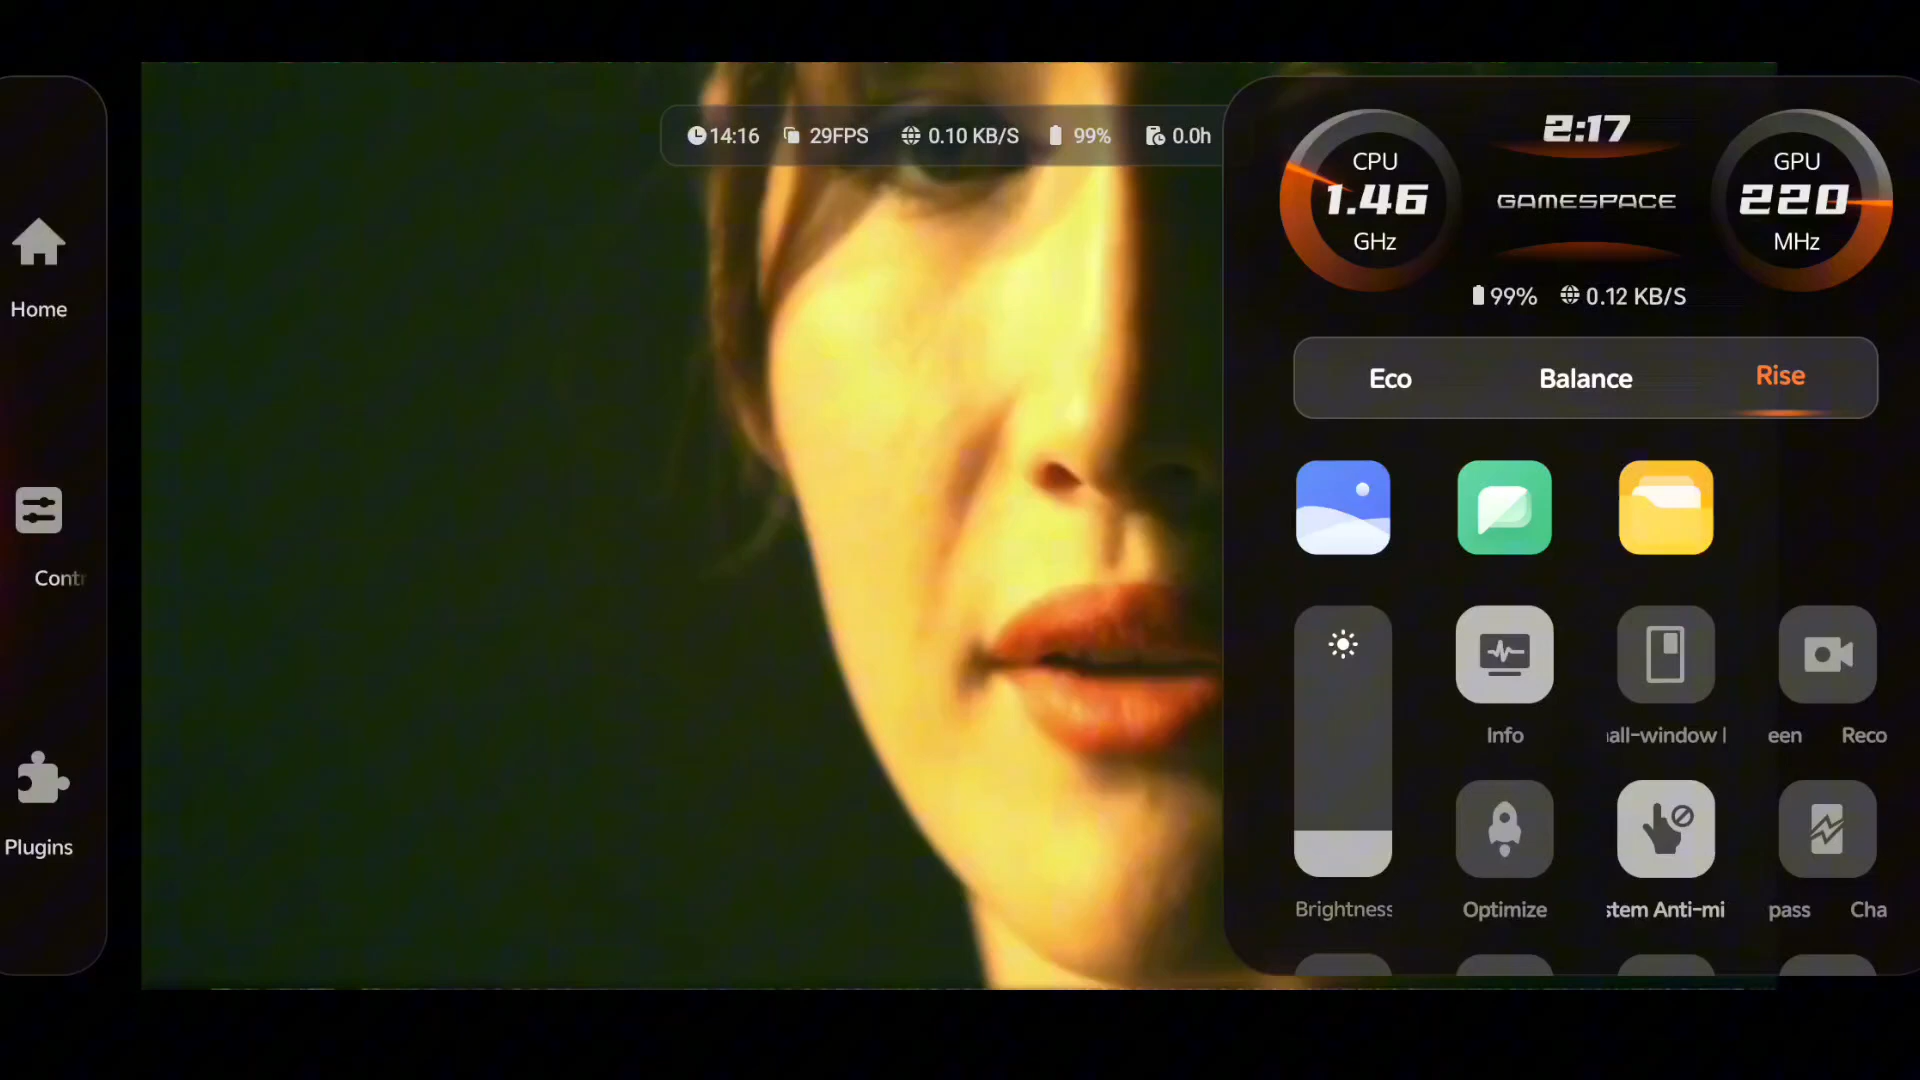 14:16 29FPS 0.10 KB/S 99% 0.0h
Home
Contr
Plugins
CPU
1.46
GHz
2:17
GAMESPACE
GPU
220
MHz
99% 0.12 KB/S
Eco Balance Rise
Info all-window een Reco
Brightness Optimize stem Anti-mi pass Cha